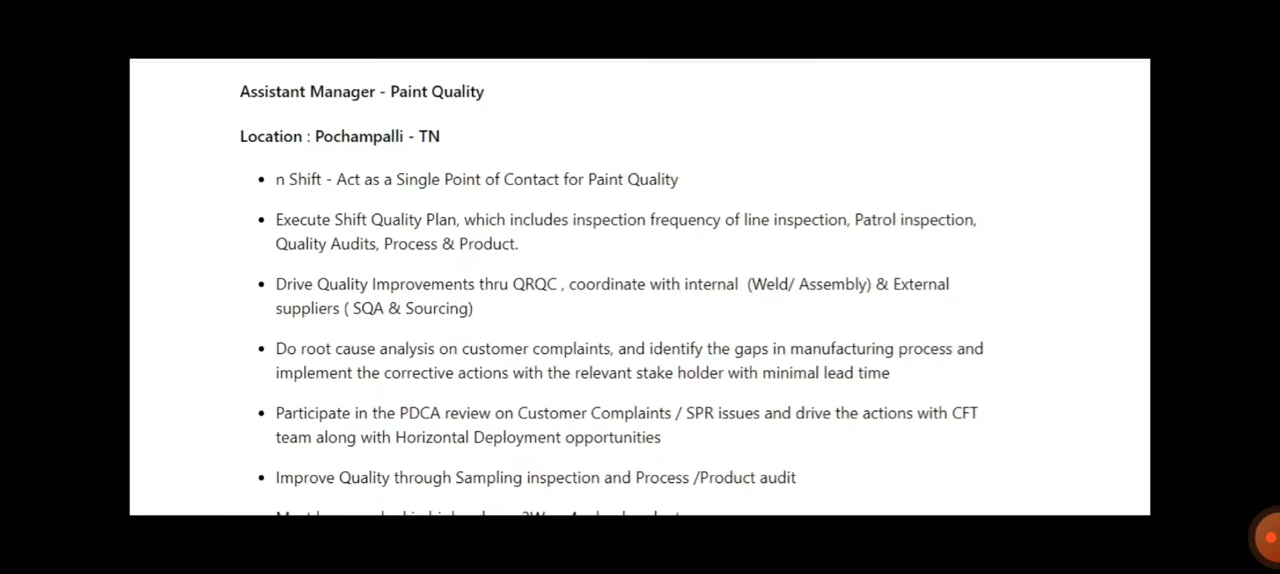 Assistant Manager - Paint Quality
Location : Pochampalli - TN
• n Shift - Act as a Single Point of Contact for Paint Quality
• Execute Shift Quality Plan, which includes inspection frequency of line inspection, Patrol inspection,
Quality Audits, Process & Product.
• Drive Quality Improvements thru QRQC , coordinate with internal  (Weld/ Assembly) & External
suppliers ( SQA & Sourcing)
• Do root cause analysis on customer complaints, and identify the gaps in manufacturing process and
implement the corrective actions with the relevant stake holder with minimal lead time
• Participate in the PDCA review on Customer Complaints / SPR issues and drive the actions with CFT
team along with Horizontal Deployment opportunities
• Improve Quality through Sampling inspection and Process /Product audit